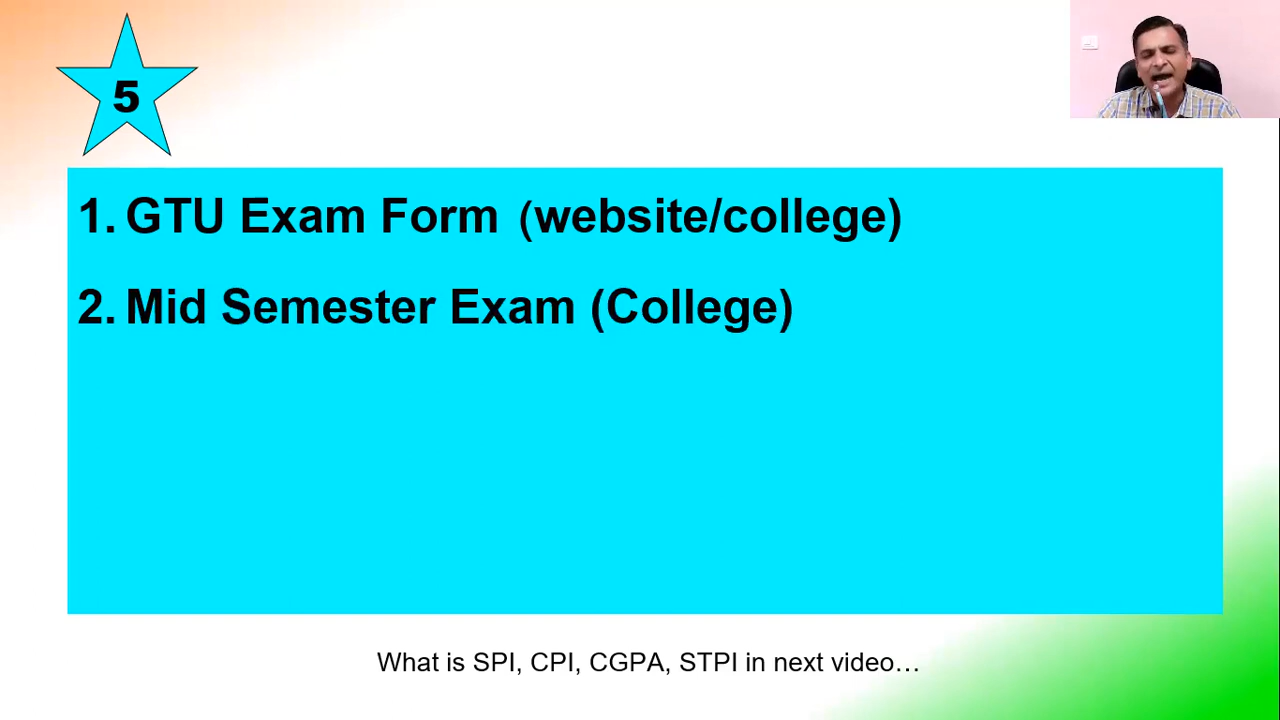 5
1. GTU Exam Form (website/college)
2. Mid Semester Exam (College)
What is SPI, CPI, CGPA, STPI in next video…